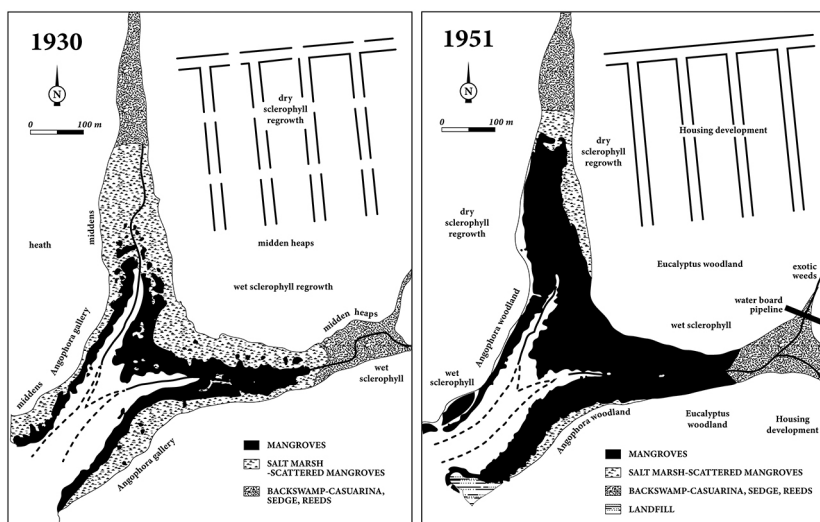 1930
N
0 100 m
dry
sclerophyll
regrowth
middens
heath
midden heaps
wet sclerophyll regrowth
Angophora gallery
midden heaps
middens
wet
sclerophyll
Angophora gallery
MANGROVES
SALT MARSH
-SCATTERED MANGROVES
BACKSWAMP-CASUARINA,
SEDGE, REEDS
1951
N
0 100 m
Housing development
dry
sclerophyll
regrowth
dry
sclerophyll
regrowth
Eucalyptus woodland
exotic
weeds
water board
pipeline
Angophora woodland
wet sclerophyll
wet
sclerophyll
Angophora woodland
Eucalyptus
woodland
Housing
development
MANGROVES
SALT MARSH-SCATTERED MANGROVES
BACKSWAMP-CASUARINA, SEDGE, REEDS
LANDFILL